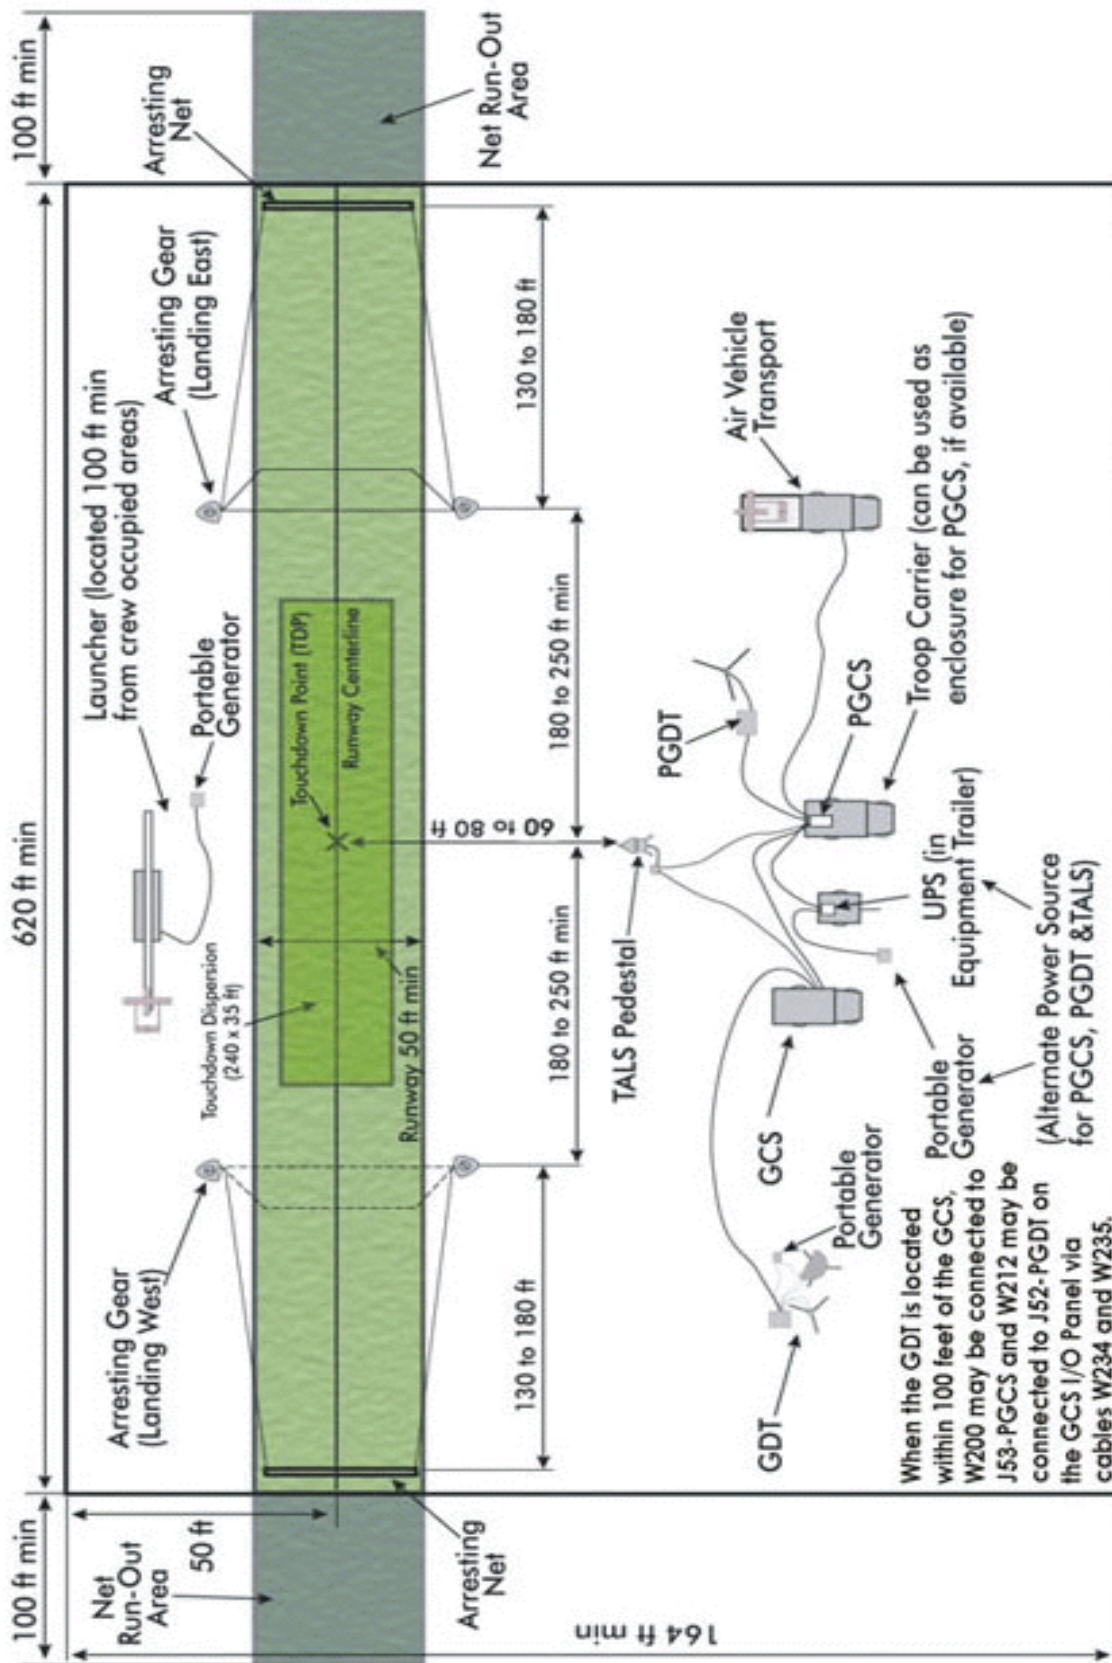 100 ft min
620 ft min
100 ft min
Net
Run-Out
Area
50 ft
Arresting
Net
164 ft min
Arresting Gear
(Landing West)
Touchdown Dispersion
(240 x 35 ft)
Launcher (located 100 ft min
from crew occupied areas)
Portable
Generator
Arresting Gear
(Landing East)
Arresting
Net
Net Run-Out
Area
Touchdown Point (TDP)
Runway Centerline
Runway 50 ft min
60 to 80 ft
130 to 180 ft
180 to 250 ft min
180 to 250 ft min
130 to 180 ft
TALS Pedestal
PGDT
Air Vehicle
Transport
GDT
Portable
Generator
GCS
Portable
Generator
UPS (in
Equipment Trailer)
PGCS
Troop Carrier (can be used as
enclosure for PGCS, if available)
(Alternate Power Source
for PGCS, PGDT &TALS)
When the GDT is located
within 100 feet of the GCS,
W200 may be connected to
J53-PGCS and W212 may be
connected to J52-PGDT on
the GCS I/O Panel via
cables W234 and W235.